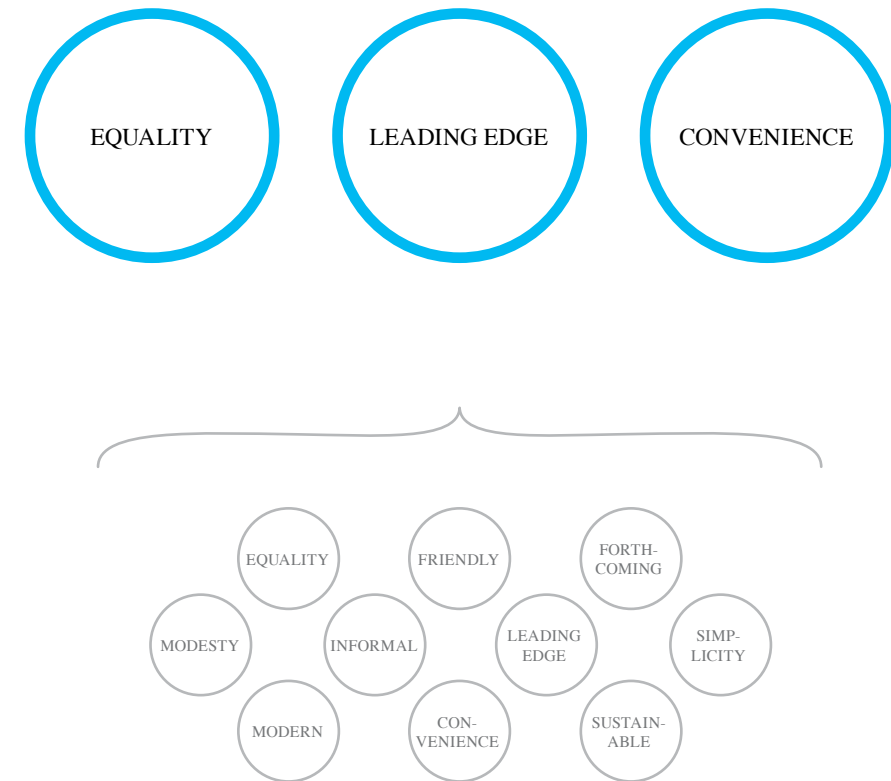 EQUALITY
LEADING EDGE
CONVENIENCE
EQUALITY
FRIENDLY
FORTH-
COMING
MODESTY
INFORMAL
LEADING
EDGE
SIMP-
LICITY
MODERN
CON-
VENIENCE
SUSTAIN-
ABLE